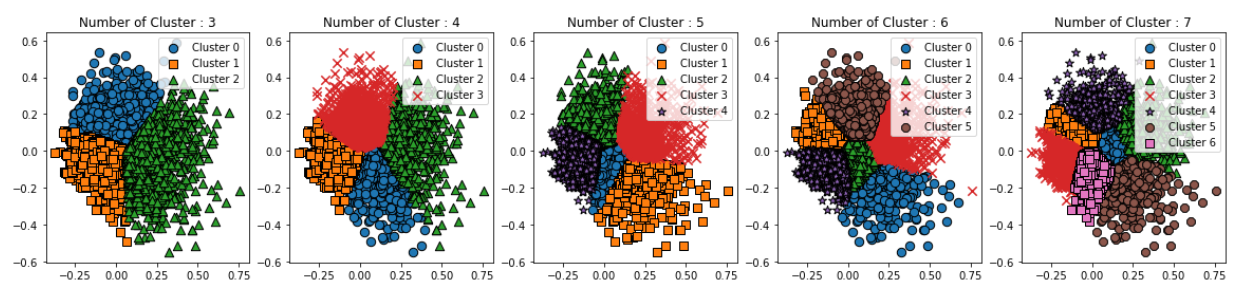 Number of Cluster : 3
0.6
0.4
0.2
0.0
−0.2
−0.4
−0.6
−0.25
0.00
0.25
0.50
0.75
Cluster 0
Cluster 1
Cluster 2
Number of Cluster : 4
0.6
0.4
0.2
0.0
−0.2
−0.4
−0.6
−0.25
0.00
0.25
0.50
0.75
Cluster 0
Cluster 1
Cluster 2
Cluster 3
Number of Cluster : 5
0.6
0.4
0.2
0.0
−0.2
−0.4
−0.6
−0.25
0.00
0.25
0.50
0.75
Cluster 0
Cluster 1
Cluster 2
Cluster 3
Cluster 4
Number of Cluster : 6
0.6
0.4
0.2
0.0
−0.2
−0.4
−0.6
−0.25
0.00
0.25
0.50
0.75
Cluster 0
Cluster 1
Cluster 2
Cluster 3
Cluster 4
Cluster 5
Number of Cluster : 7
0.6
0.4
0.2
0.0
−0.2
−0.4
−0.6
−0.25
0.00
0.25
0.50
0.75
Cluster 0
Cluster 1
Cluster 2
Cluster 3
Cluster 4
Cluster 5
Cluster 6